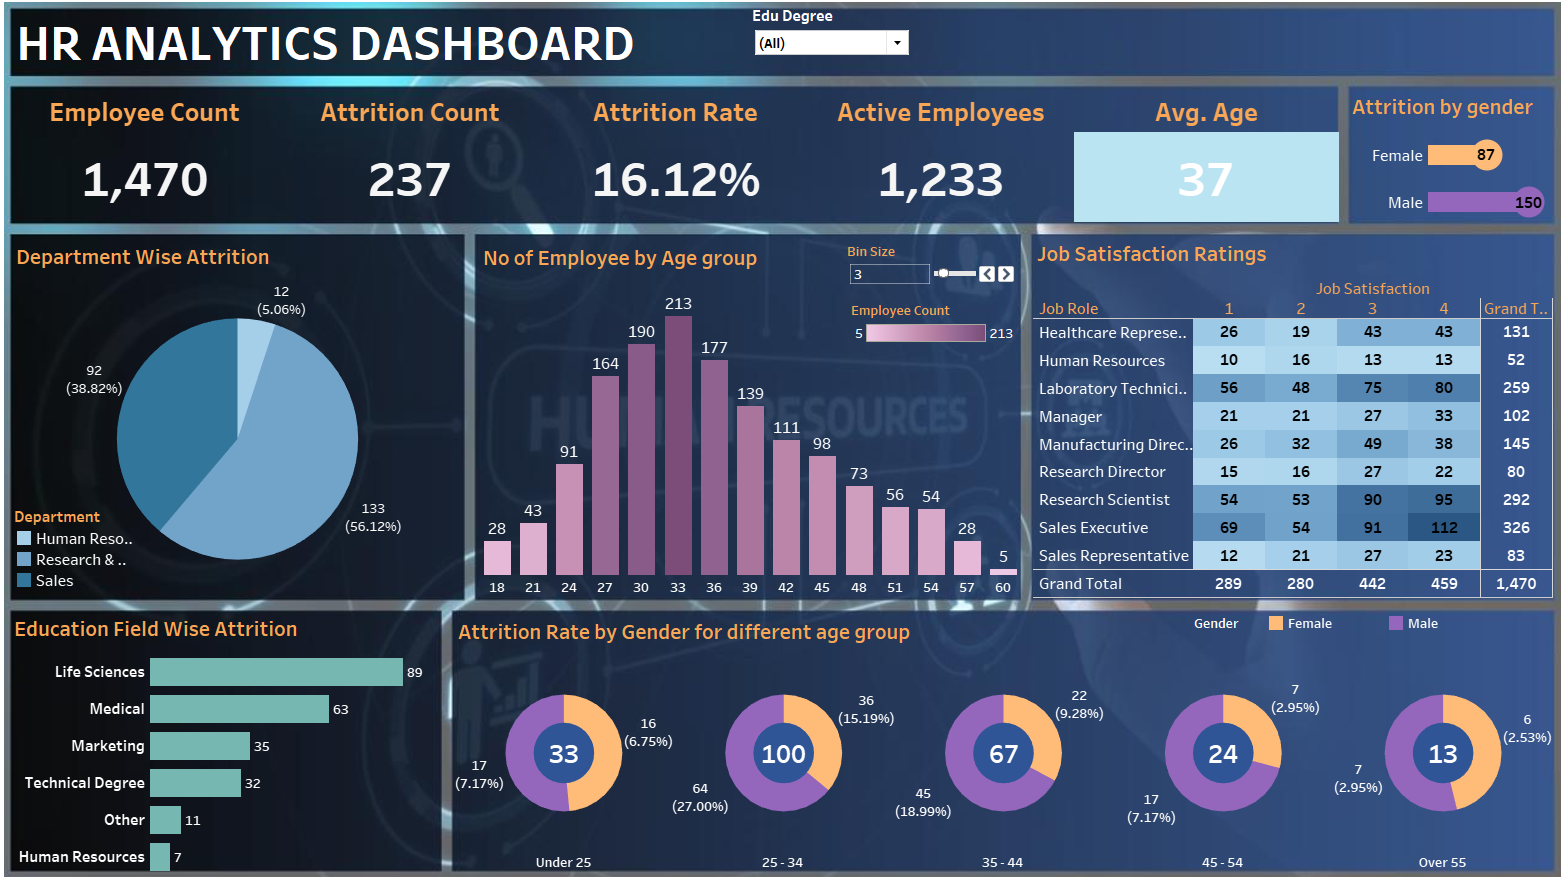 HR ANALYTICS DASHBOARD
Edu Degree
(All)
Employee Count
1,470
Attrition Count
237
Attrition Rate
16.12%
Active Employees
1,233
Avg. Age
37
Attrition by gender
Female 87
Male 150
Department Wise Attrition
12
(5.06%)
92
(38.82%)
133
(56.12%)
Department
Human Reso..
Research & ..
Sales
No of Employee by Age group
Bin Size
3
Employee Count
5 213
28 43 91 164 190 213 177 139 111 98 73 56 54 28 5
18 21 24 27 30 33 36 39 42 45 48 51 54 57 60
HUMAN RESOURCES
Job Satisfaction Ratings
Job Satisfaction
Job Role 1 2 3 4 Grand T..
Healthcare Represe.. 26 19 43 43 131
Human Resources 10 16 13 13 52
Laboratory Technici.. 56 48 75 80 259
Manager 21 21 27 33 102
Manufacturing Direc.. 26 32 49 38 145
Research Director 15 16 27 22 80
Research Scientist 54 53 90 95 292
Sales Executive 69 54 91 112 326
Sales Representative 12 21 27 23 83
Grand Total 289 280 442 459 1,470
Education Field Wise Attrition
Life Sciences 89
Medical 63
Marketing 35
Technical Degree 32
Other 11
Human Resources 7
Attrition Rate by Gender for different age group
Gender Female Male
33
16
(6.75%)
17
(7.17%)
Under 25
100
36
(15.19%)
64
(27.00%)
25 - 34
67
22
(9.28%)
45
(18.99%)
35 - 44
24
7
(2.95%)
17
(7.17%)
45 - 54
13
6
(2.53%)
7
(2.95%)
Over 55